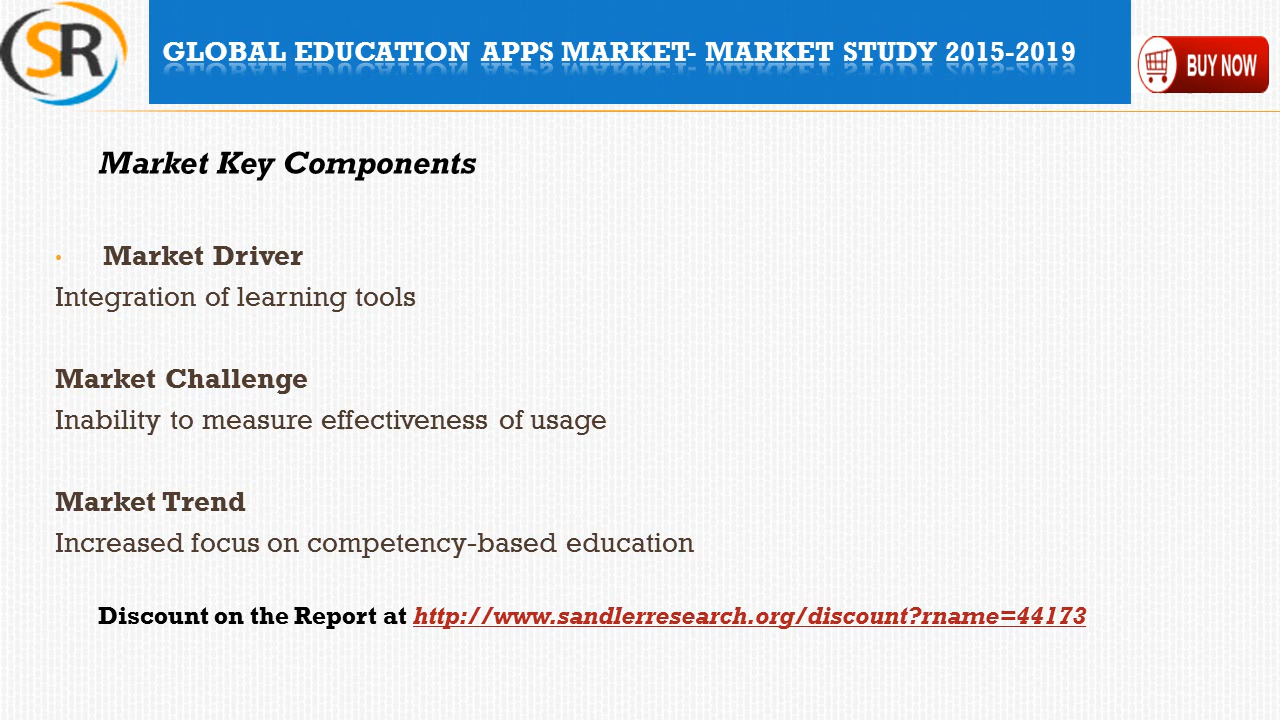 SR
GLOBAL EDUCATION APPS MARKET- MARKET STUDY 2015-2019
BUY NOW
Market Key Components
• Market Driver
Integration of learning tools
Market Challenge
Inability to measure effectiveness of usage
Market Trend
Increased focus on competency-based education
Discount on the Report at http://www.sandlerresearch.org/discount?rname=44173